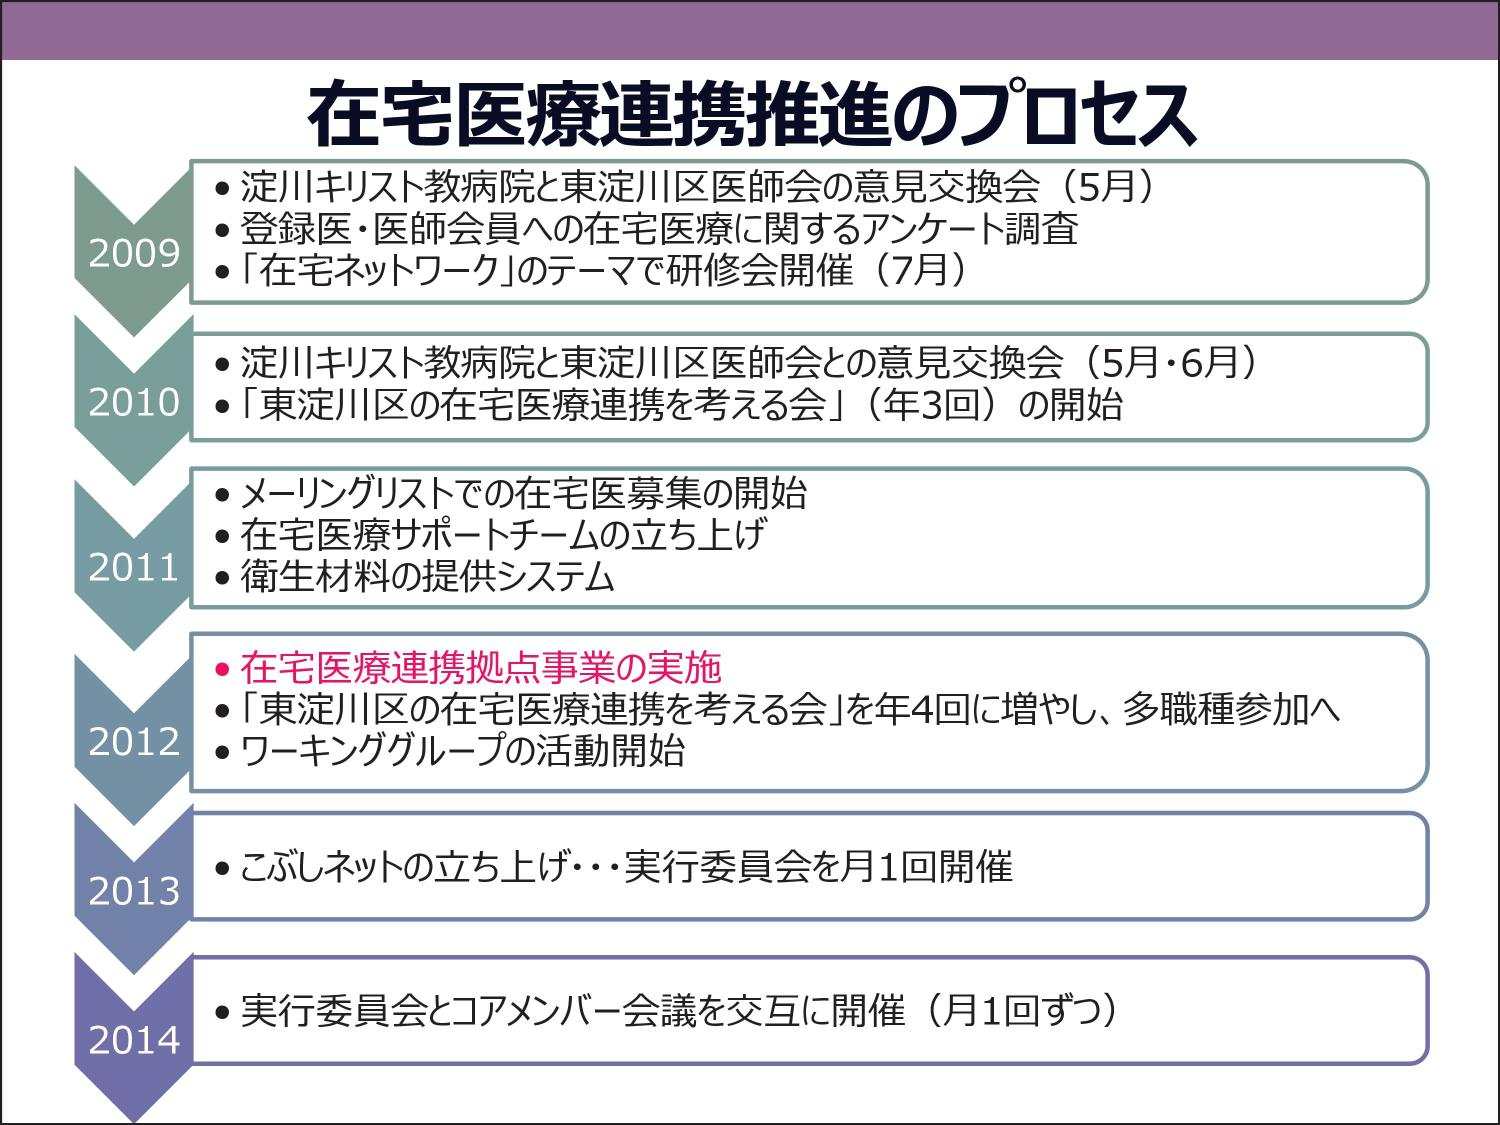 在宅医療連携推進のプロセス
2009
• 淀川キリスト教病院と東淀川区医師会の意見交換会（5月）
• 登録医・医師会員への在宅医療に関するアンケート調査
• 「在宅ネットワーク」のテーマで研修会開催（7月）
2010
• 淀川キリスト教病院と東淀川区医師会との意見交換会（5月・6月）
• 「東淀川区の在宅医療連携を考える会」（年3回）の開始
2011
• メーリングリストでの在宅医募集の開始
• 在宅医療サポートチームの立ち上げ
• 衛生材料の提供システム
2012
• 在宅医療連携拠点事業の実施
• 「東淀川区の在宅医療連携を考える会」を年4回に増やし、多職種参加へ
• ワーキンググループの活動開始
2013
• こぶしネットの立ち上げ・・・実行委員会を月1回開催
2014
• 実行委員会とコアメンバー会議を交互に開催（月1回ずつ）